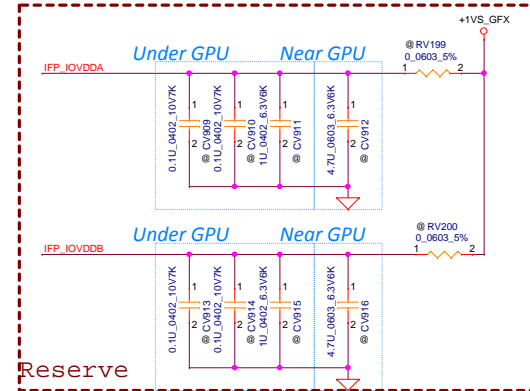 +1VS_GFX
@ RV199
0_0603_5%
1 2
Under GPU Near GPU
IFP_IOVDDA
1
2
0.1U_0402_10V7K
@ CV909
1
2
0.1U_0402_10V7K
@ CV910
1
2
1U_0402_6.3V6K
@ CV911
1
2
4.7U_0603_6.3V6K
@ CV912
@ RV200
0_0603_5%
1 2
Under GPU Near GPU
IFP_IOVDDB
1
2
0.1U_0402_10V7K
@ CV913
1
2
0.1U_0402_10V7K
@ CV914
1
2
1U_0402_6.3V6K
@ CV915
1
2
4.7U_0603_6.3V6K
@ CV916
Reserve